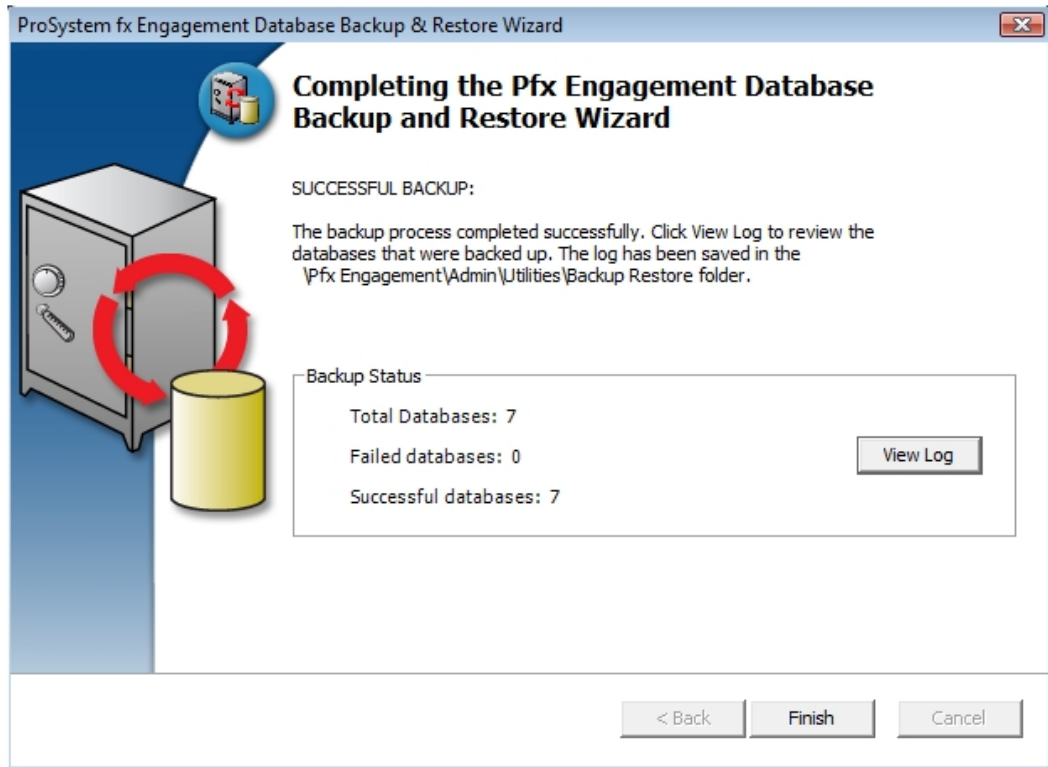 ProSystem fx Engagement Database Backup & Restore Wizard
Completing the Pfx Engagement Database
Backup and Restore Wizard
SUCCESSFUL BACKUP:
The backup process completed successfully. Click View Log to review the
databases that were backed up. The log has been saved in the
\Pfx Engagement\Admin\Utilities\Backup Restore folder.
Backup Status
Total Databases: 7
Failed databases: 0
View Log
Successful databases: 7
< Back
Finish
Cancel